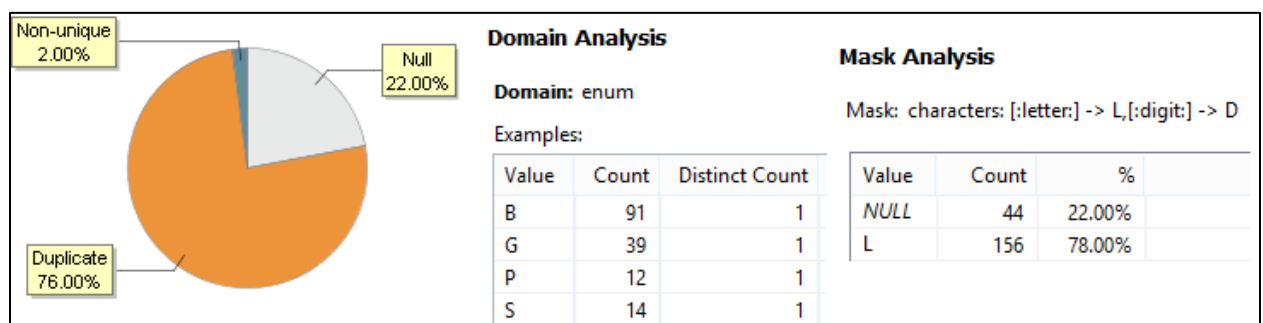 Non-unique
2.00%
Null
22.00%
Duplicate
76.00%
Domain Analysis
Domain: enum
Examples:
Value Count Distinct Count
B 91 1
G 39 1
P 12 1
S 14 1
Mask Analysis
Mask: characters: [:letter:] -> L,[:digit:] -> D
Value Count %
NULL 44 22.00%
L 156 78.00%